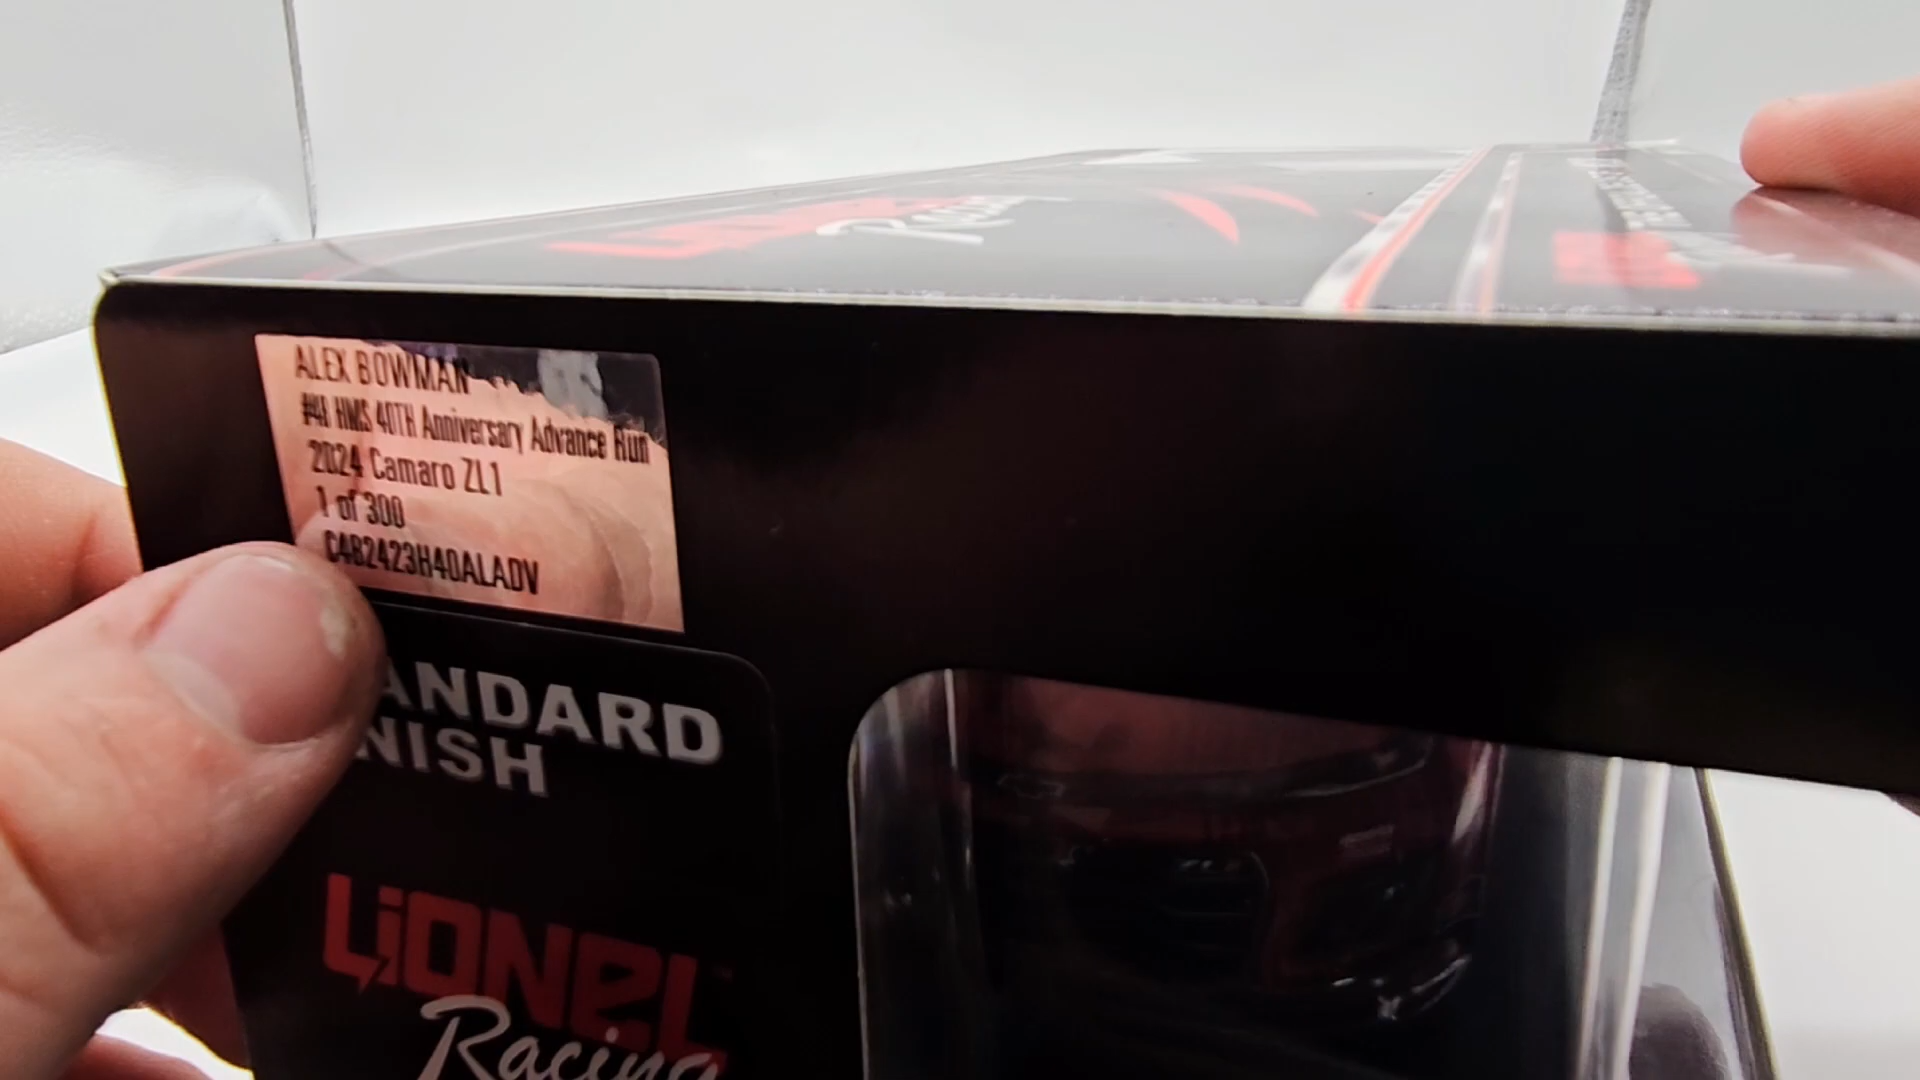 Racing
ALEX BOWMAN
#48 HMS 40TH Anniversary Advance Run
2024 Camaro ZL1
1 of 300
C482423H40ALADV
ANDARD
NISH
LIONEL
Racing